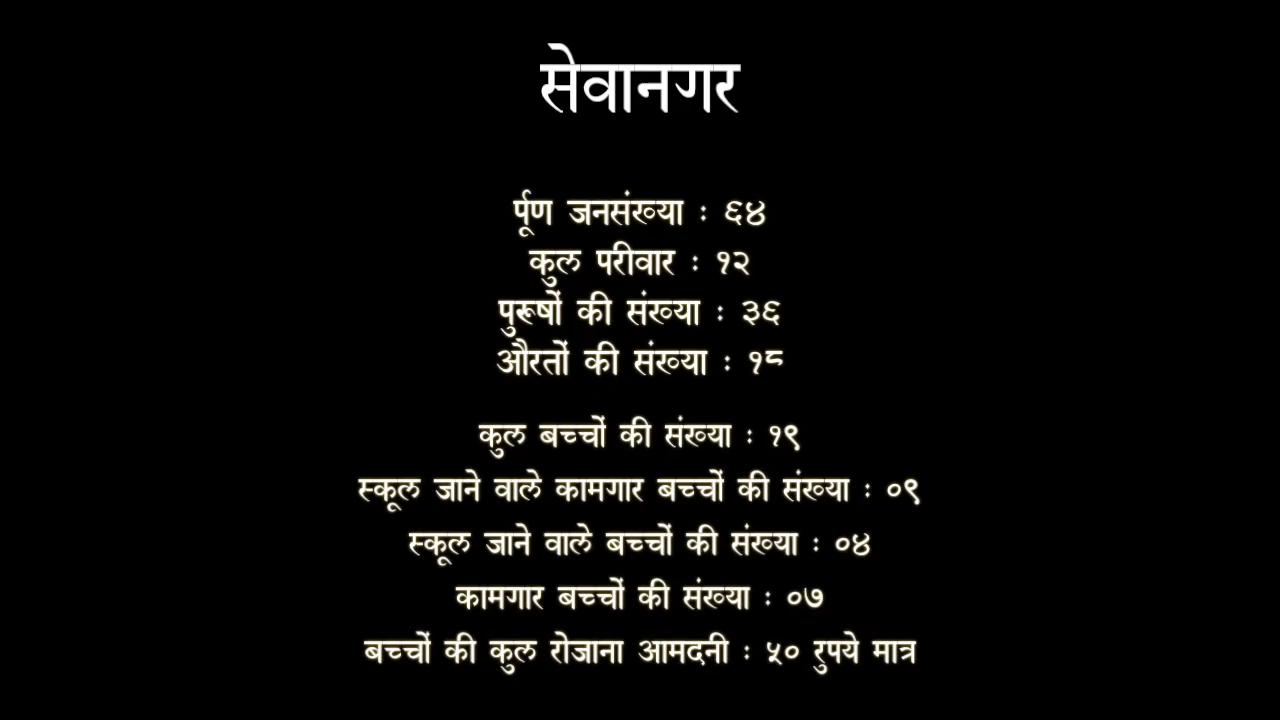 सेवानगर
र्पूण जनसंख्या : ६४
कुल परीवार : १२
पुरूषों की संख्या : ३६
औरतों की संख्या : १८
कुल बच्चों की संख्या : १९
स्कूल जाने वाले कामगार बच्चों की संख्या : ०९
स्कूल जाने वाले बच्चों की संख्या : ०४
कामगार बच्चों की संख्या : ०७
बच्चों की कुल रोजाना आमदनी : ५० रुपये मात्र